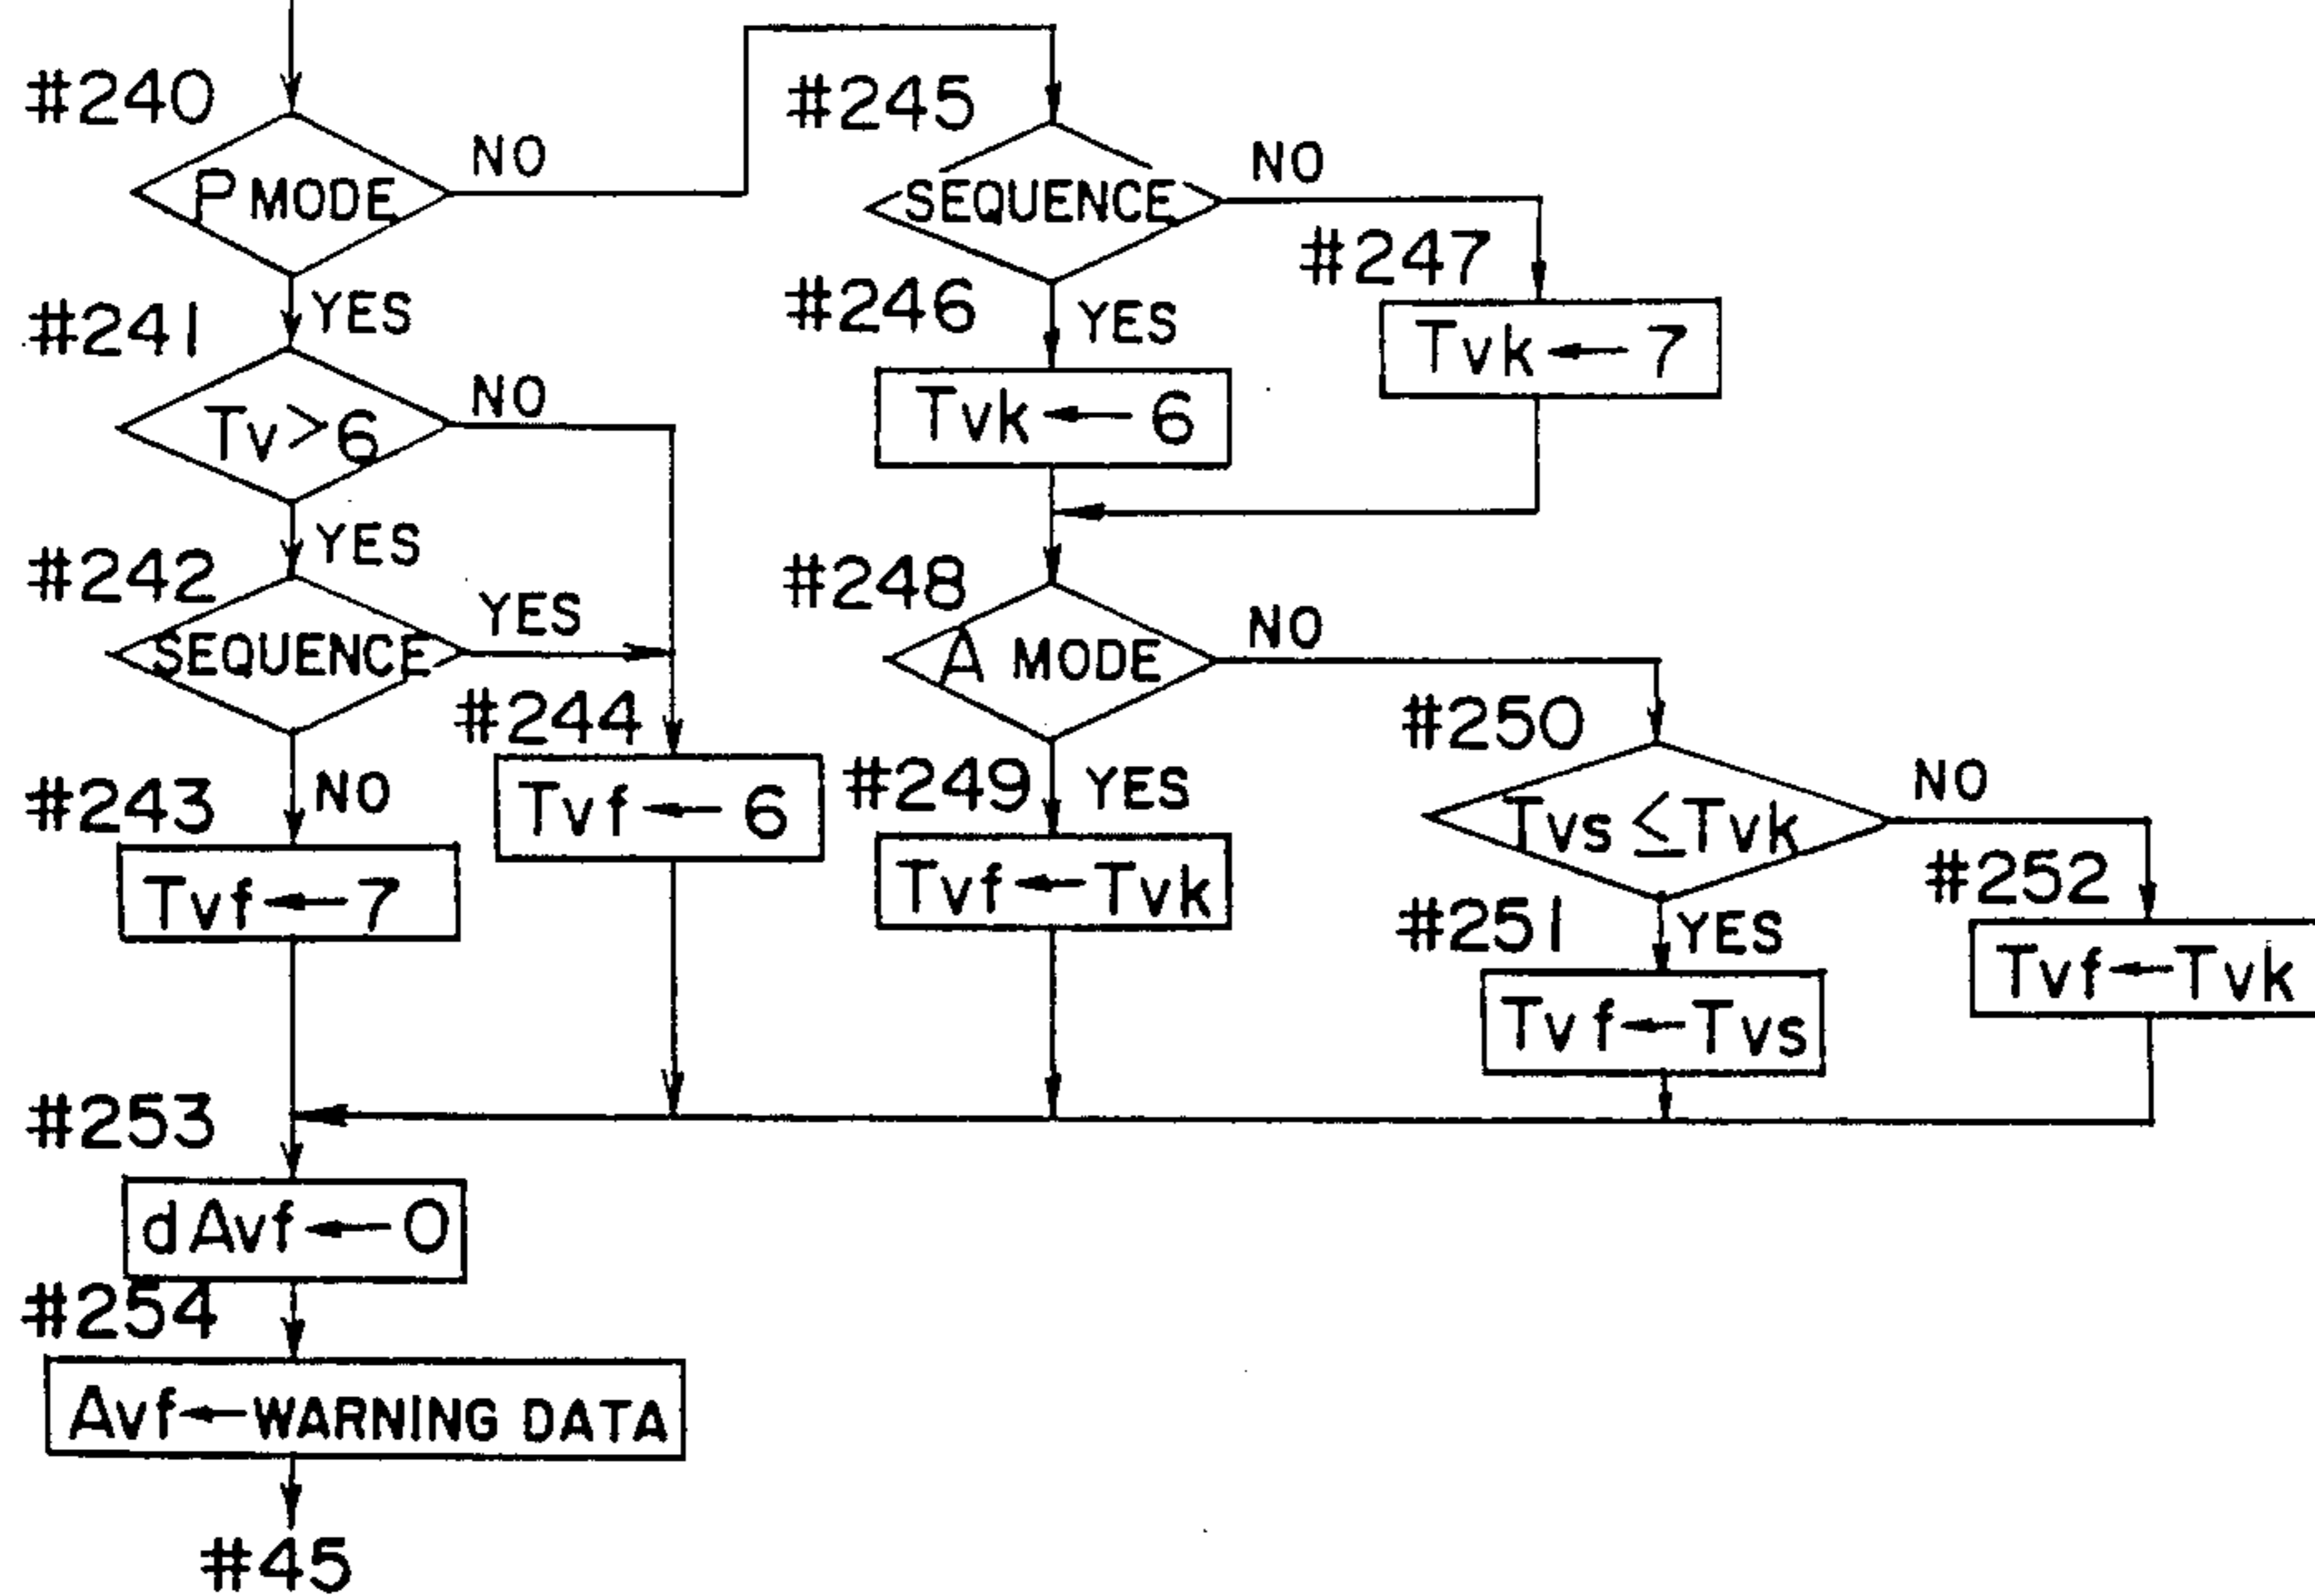 #240
P MODE
NO
YES
#241
Tv>6
NO
YES
#242
SEQUENCE
YES
NO
#243
Tvf←7
#244
Tvf←6
#245
SEQUENCE
NO
#246
YES
Tvk←6
#247
Tvk←7
#248
A MODE
NO
#249
YES
Tvf←Tvk
#250
Tvs≦Tvk
NO
#251
YES
Tvf←Tvs
#252
Tvf←Tvk
#253
dAvf←0
#254
Avf←WARNING DATA
#45